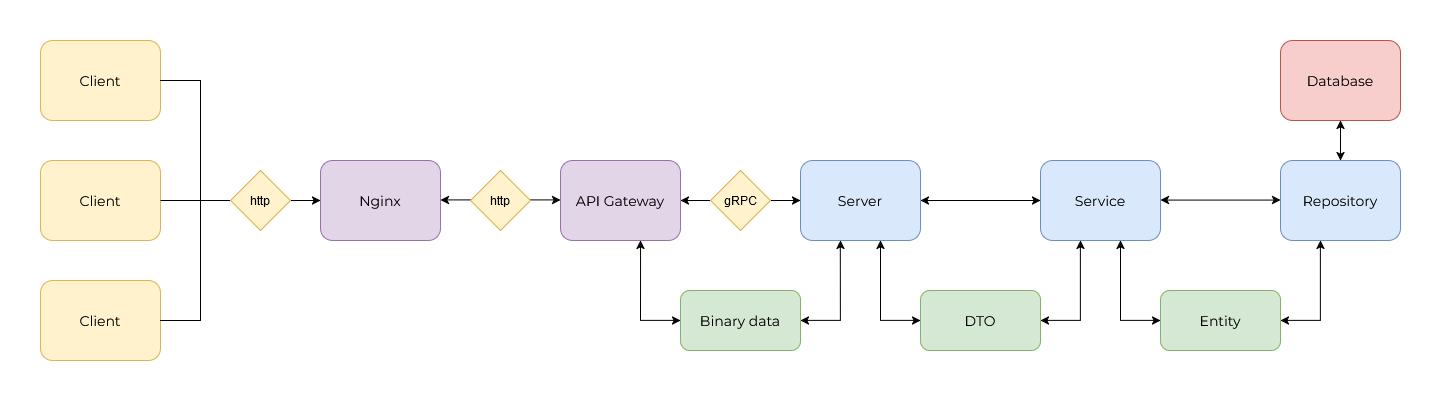 Client
Database
Client
http
Nginx
http
API Gateway
gRPC
Server
Service
Repository
Client
Binary data
DTO
Entity